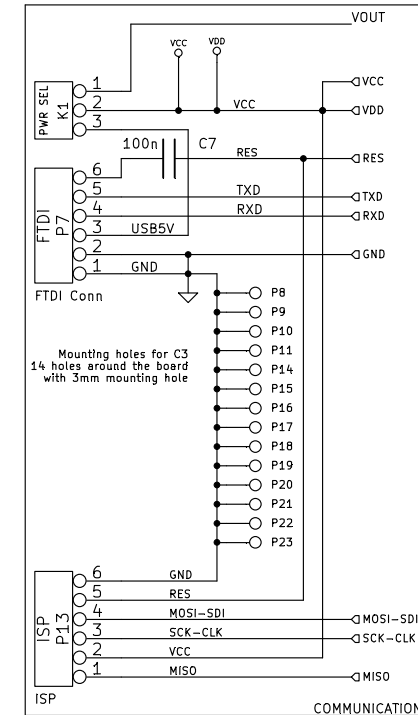 VOUT
VCC
VDD
VCC
PWR SEL
K1
1
2
3
VCC
VDD
100n
C7
RES
RES
FTDI
P7
6
5
4
3
2
1
TXD
TXD
RXD
RXD
USB5V
GND
GND
FTDI Conn
P8
P9
P10
P11
P14
P15
P16
P17
P18
P19
P20
P21
P22
P23
Mounting holes for C3
14 holes around the board
with 3mm mounting hole
ISP
P13
6
5
4
3
2
1
GND
RES
MOSI-SDI
MOSI-SDI
SCK-CLK
SCK-CLK
VCC
MISO
MISO
ISP
COMMUNICATION